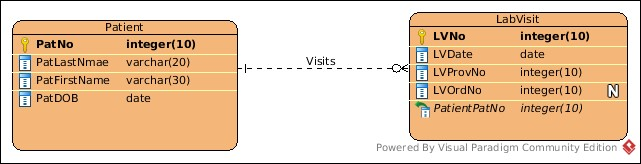 Patient
PatNo integer(10)
PatLastNmae varchar(20)
PatFirstName varchar(30)
PatDOB date
Visits
LabVisit
LVNo integer(10)
LVDate date
LVProvNo integer(10)
LVOrdNo integer(10) N
PatientPatNo integer(10)
Powered By Visual Paradigm Community Edition